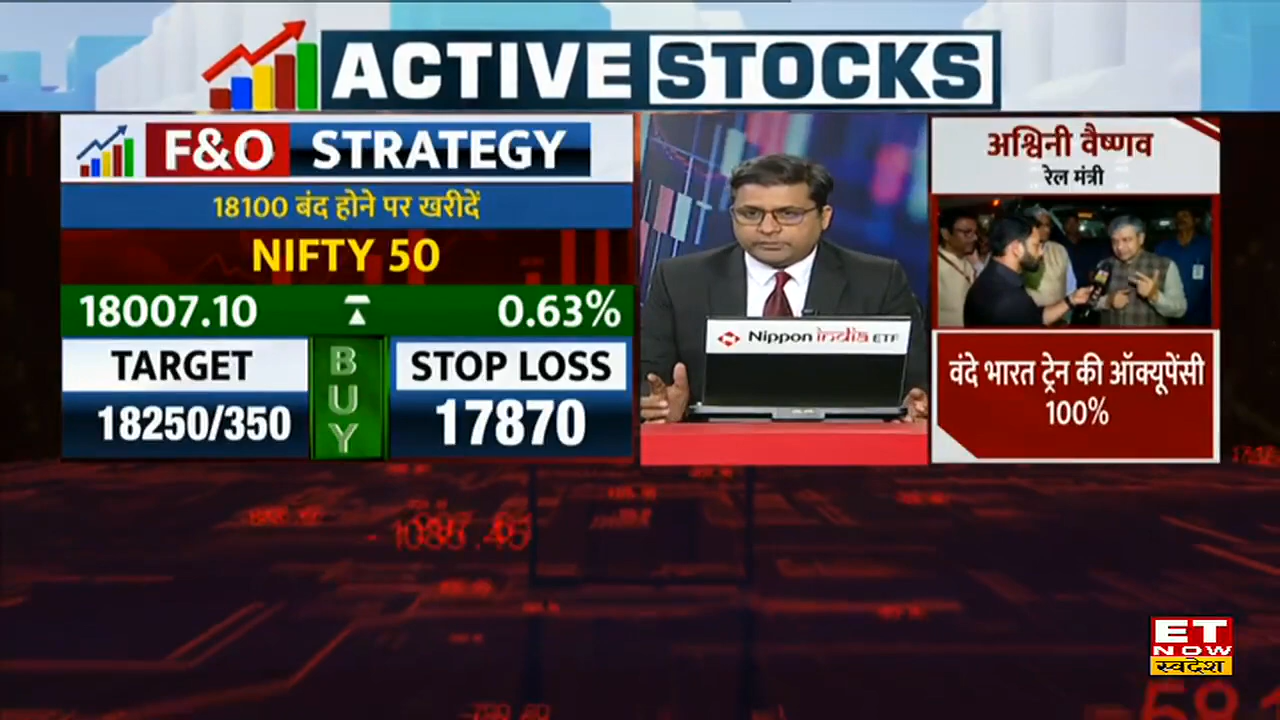 ACTIVE STOCKS
F&O STRATEGY
18100 बंद होने पर खरीदें
NIFTY 50
18007.10 0.63%
TARGET
18250/350
BUY
STOP LOSS
17870
Nippon india ETF
अश्विनी वैष्णव
रेल मंत्री
वंदे भारत ट्रेन की ऑक्यूपेंसी
100%
ET
NOW
स्वदेश